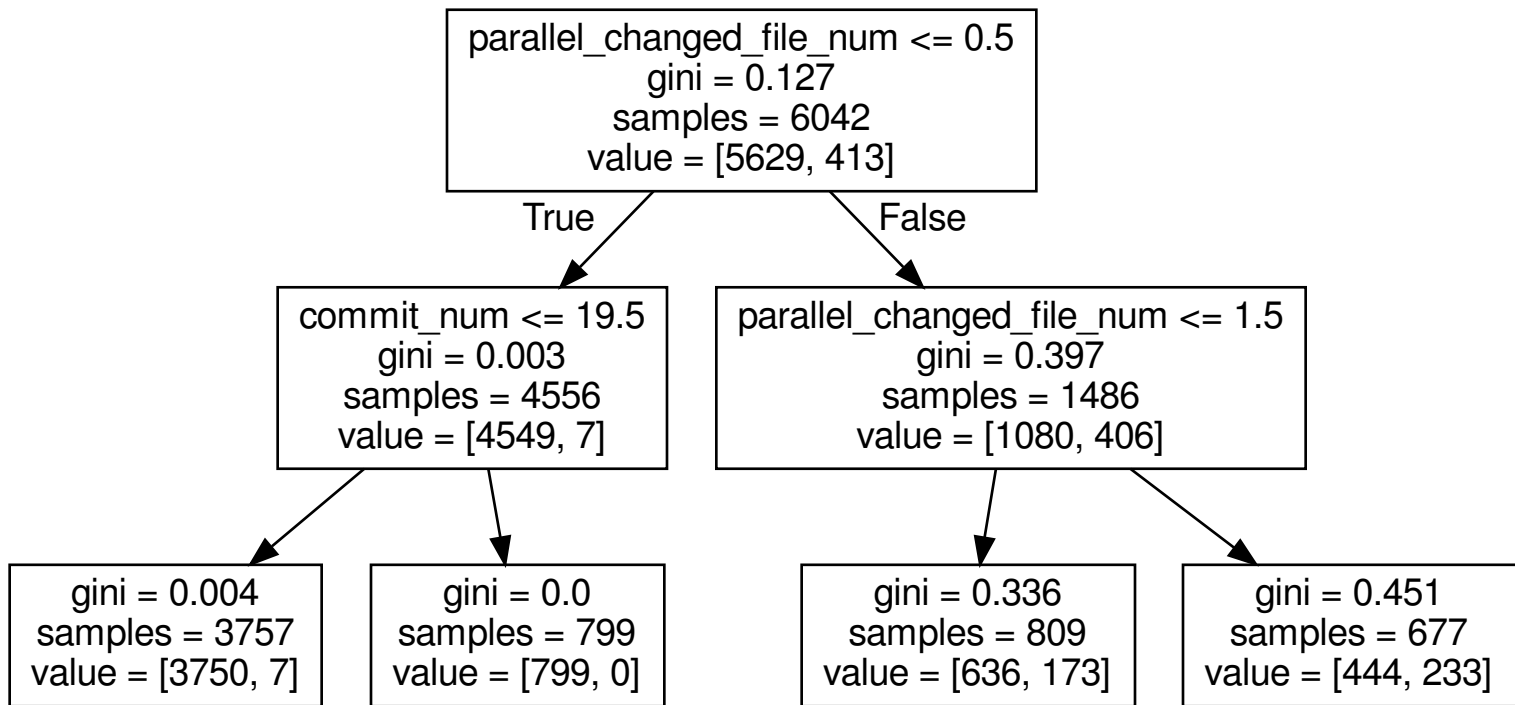 parallel_changed_file_num <= 0.5
gini = 0.127
samples = 6042
value = [5629, 413]
True
False
commit_num <= 19.5
gini = 0.003
samples = 4556
value = [4549, 7]
parallel_changed_file_num <= 1.5
gini = 0.397
samples = 1486
value = [1080, 406]
gini = 0.004
samples = 3757
value = [3750, 7]
gini = 0.0
samples = 799
value = [799, 0]
gini = 0.336
samples = 809
value = [636, 173]
gini = 0.451
samples = 677
value = [444, 233]